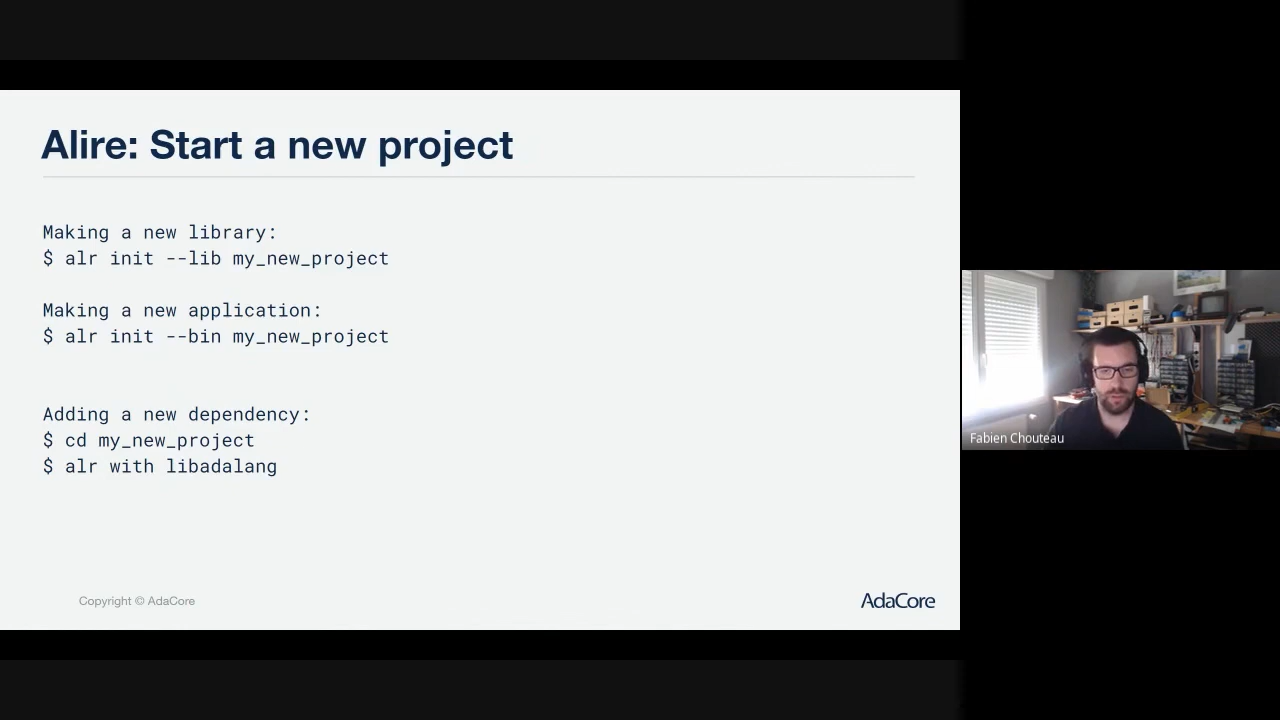 Alire: Start a new project
Making a new library:
$ alr init --lib my_new_project
Making a new application:
$ alr init --bin my_new_project
Adding a new dependency:
$ cd my_new_project
$ alr with libadalang
Copyright © AdaCore
AdaCore
Fabien Chouteau